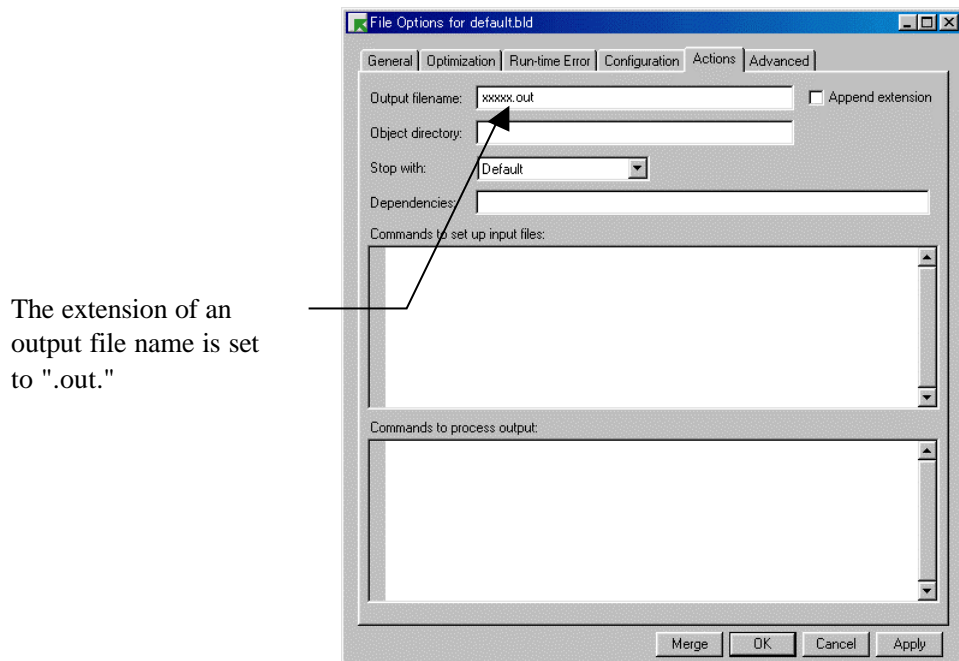 File Options for default.bld
General Optimization Run-time Error Configuration Actions Advanced
Output filename: xxxxx.out Append extension
Object directory:
Stop with: Default
Dependencies:
Commands to set up input files:
The extension of an
output file name is set
to ".out."
Commands to process output:
Merge OK Cancel Apply